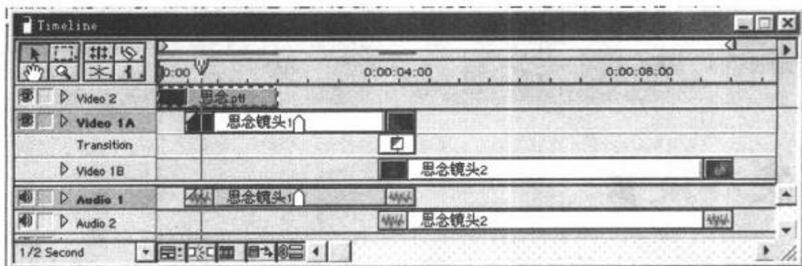 Timeline
0:00
0:00:04:00
0:00:08:00
Video 2
思念.ptl
Video 1A
思念镜头1
Transition
Video 1B
思念镜头2
Audio 1
思念镜头1
Audio 2
思念镜头2
1/2 Second